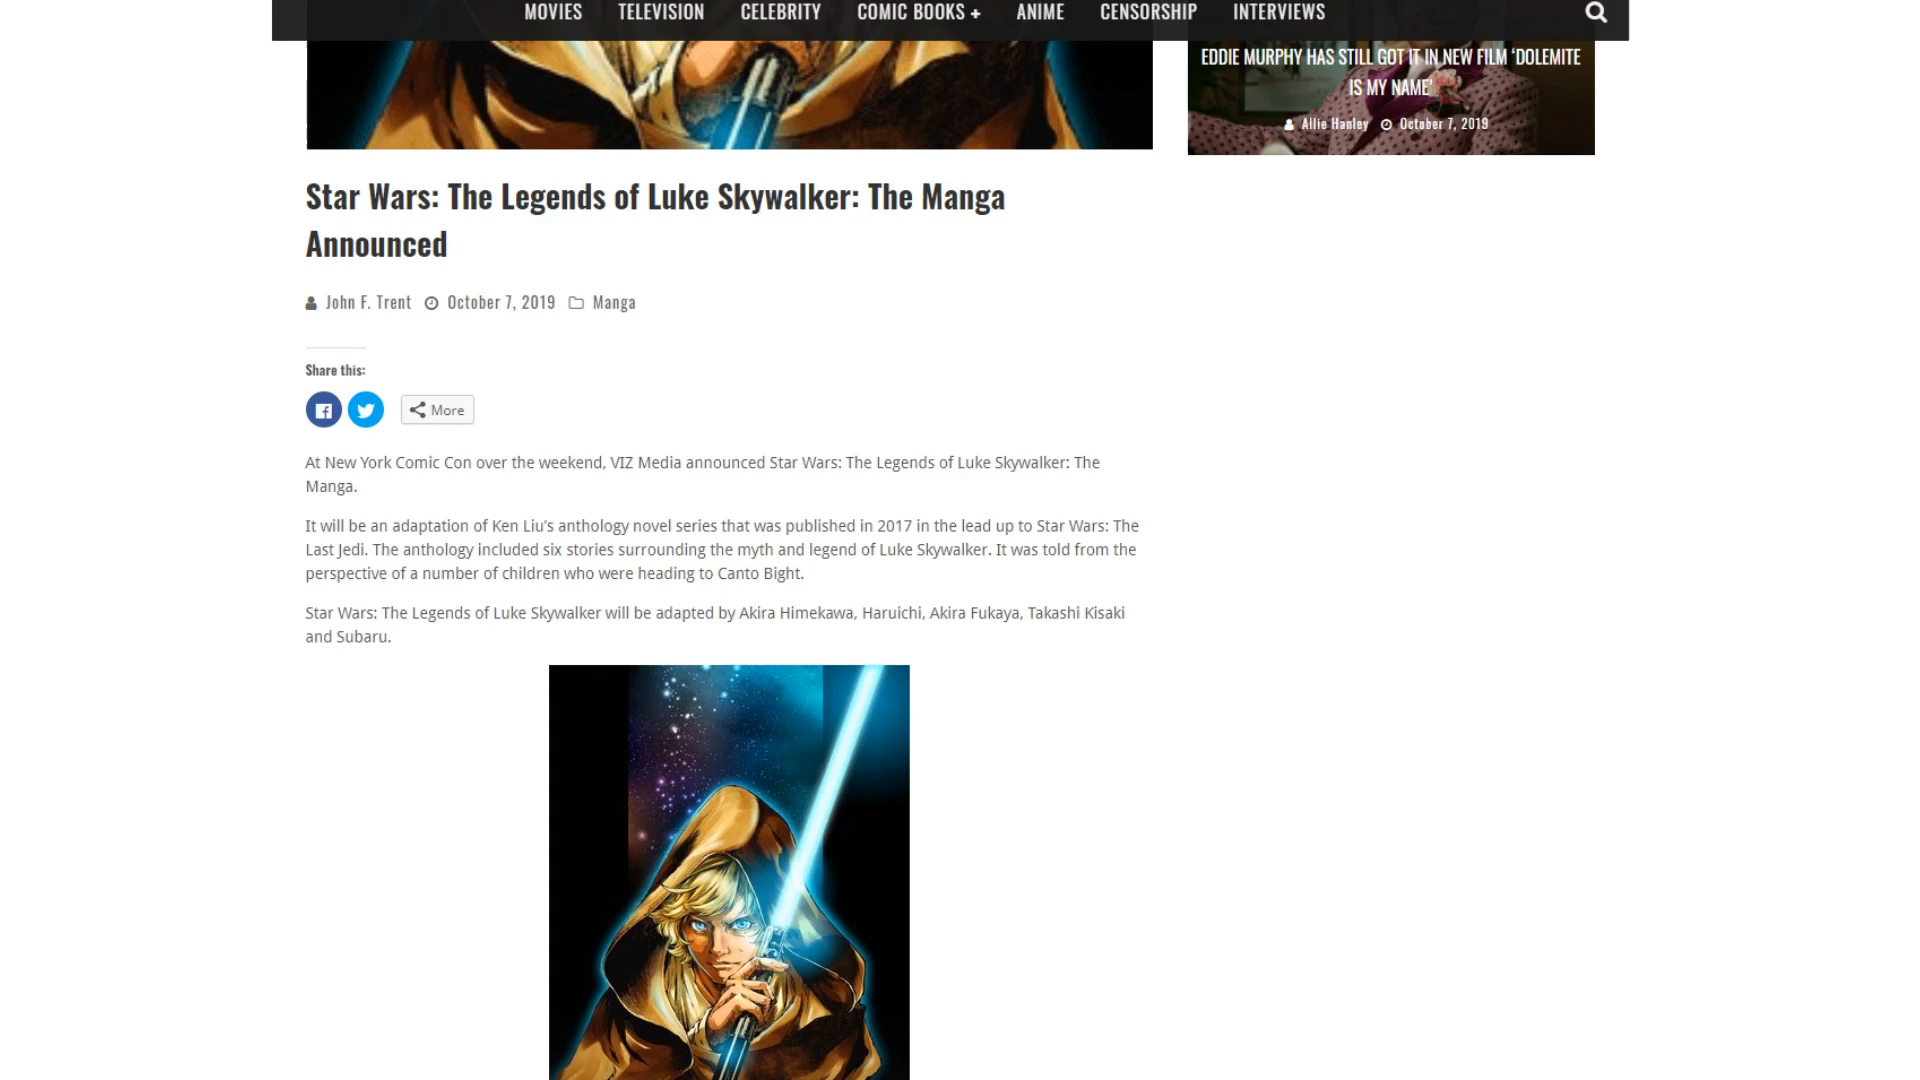 MOVIES TELEVISION CELEBRITY COMIC BOOKS + ANIME CENSORSHIP INTERVIEWS
EDDIE MURPHY HAS STILL GOT IT IN NEW FILM ‘DOLEMITE
IS MY NAME’
Allie Hanley October 7, 2019
Star Wars: The Legends of Luke Skywalker: The Manga
Announced
John F. Trent October 7, 2019 Manga
Share this:
More
At New York Comic Con over the weekend, VIZ Media announced Star Wars: The Legends of Luke Skywalker: The
Manga.
It will be an adaptation of Ken Liu’s anthology novel series that was published in 2017 in the lead up to Star Wars: The
Last Jedi. The anthology included six stories surrounding the myth and legend of Luke Skywalker. It was told from the
perspective of a number of children who were heading to Canto Bight.
Star Wars: The Legends of Luke Skywalker will be adapted by Akira Himekawa, Haruichi, Akira Fukaya, Takashi Kisaki
and Subaru.